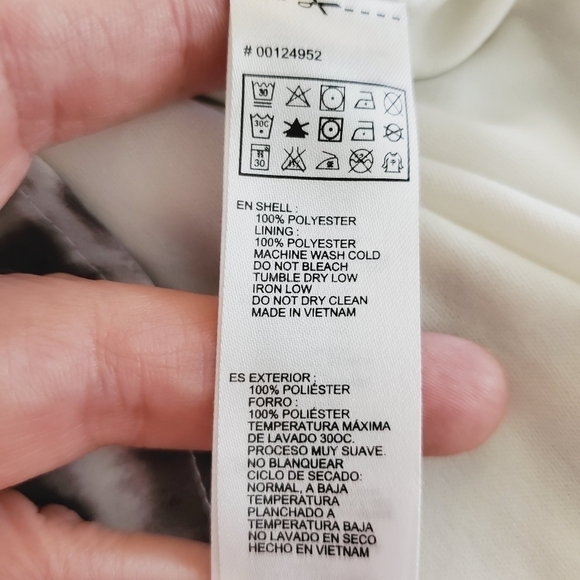 # 00124952
30
30C
30
EN SHELL :
100% POLYESTER
LINING :
100% POLYESTER
MACHINE WASH COLD
DO NOT BLEACH
TUMBLE DRY LOW
IRON LOW
DO NOT DRY CLEAN
MADE IN VIETNAM
ES EXTERIOR :
100% POLIÉSTER
FORRO :
100% POLIÉSTER
TEMPERATURA MÁXIMA
DE LAVADO 30OC.
PROCESO MUY SUAVE.
NO BLANQUEAR
CICLO DE SECADO:
NORMAL, A BAJA
TEMPERATURA
PLANCHADO A
TEMPERATURA BAJA
NO LAVADO EN SECO
HECHO EN VIETNAM